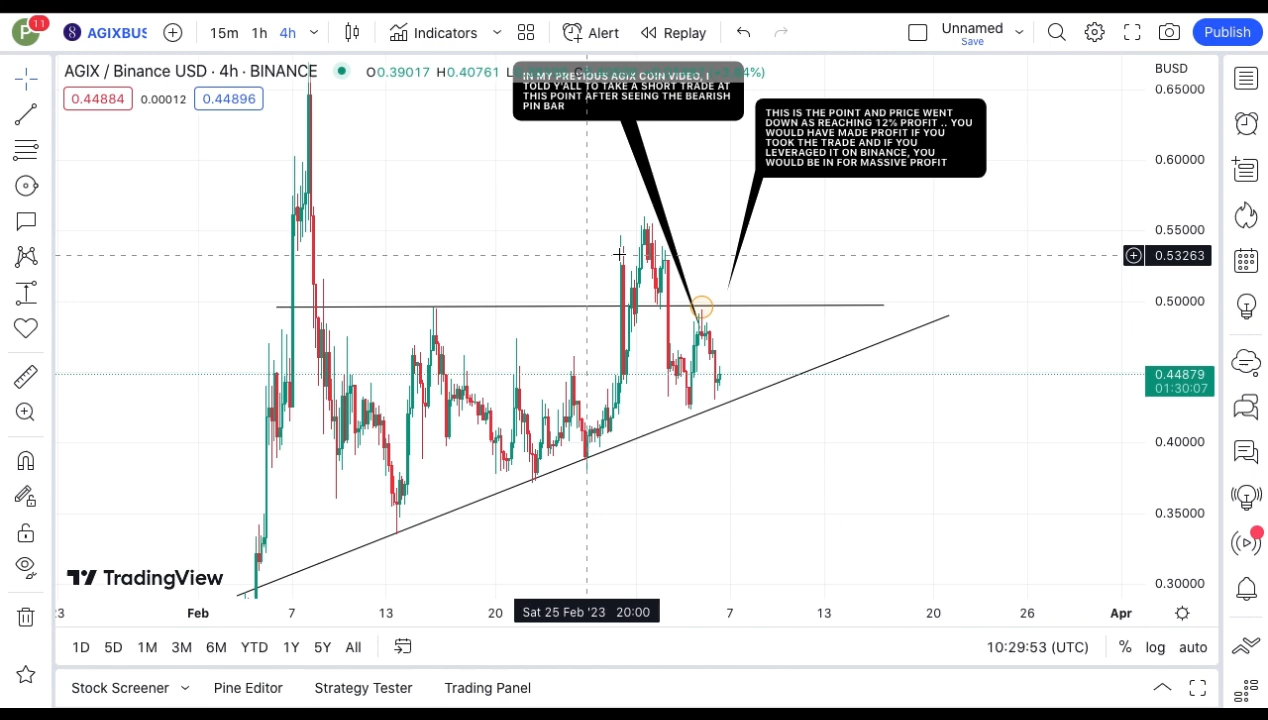 P
11
AGIXBUS
15m 1h 4h
Indicators
Alert
Replay
Unnamed
Save
Publish
AGIX / Binance USD · 4h · BINANCE
O0.39017 H0.40761 L
BUSD
0.44884 0.00012 0.44896
IN MY PREVIOUS AGIX COIN VIDEO, I
TOLD Y'ALL TO TAKE A SHORT TRADE AT
THIS POINT AFTER SEEING THE BEARISH
PIN BAR
THIS IS THE POINT AND PRICE WENT
DOWN AS REACHING 12% PROFIT .. YOU
WOULD HAVE MADE PROFIT IF YOU
TOOK THE TRADE AND IF YOU
LEVERAGED IT ON BINANCE, YOU
WOULD BE IN FOR MASSIVE PROFIT
0.65000
0.60000
0.55000
0.53263
0.50000
0.44879
01:30:07
0.40000
0.35000
0.30000
TradingView
23 Feb 7 13 20 Sat 25 Feb '23 20:00 7 13 20 26 Apr
1D 5D 1M 3M 6M YTD 1Y 5Y All
10:29:53 (UTC) % log auto
Stock Screener Pine Editor Strategy Tester Trading Panel